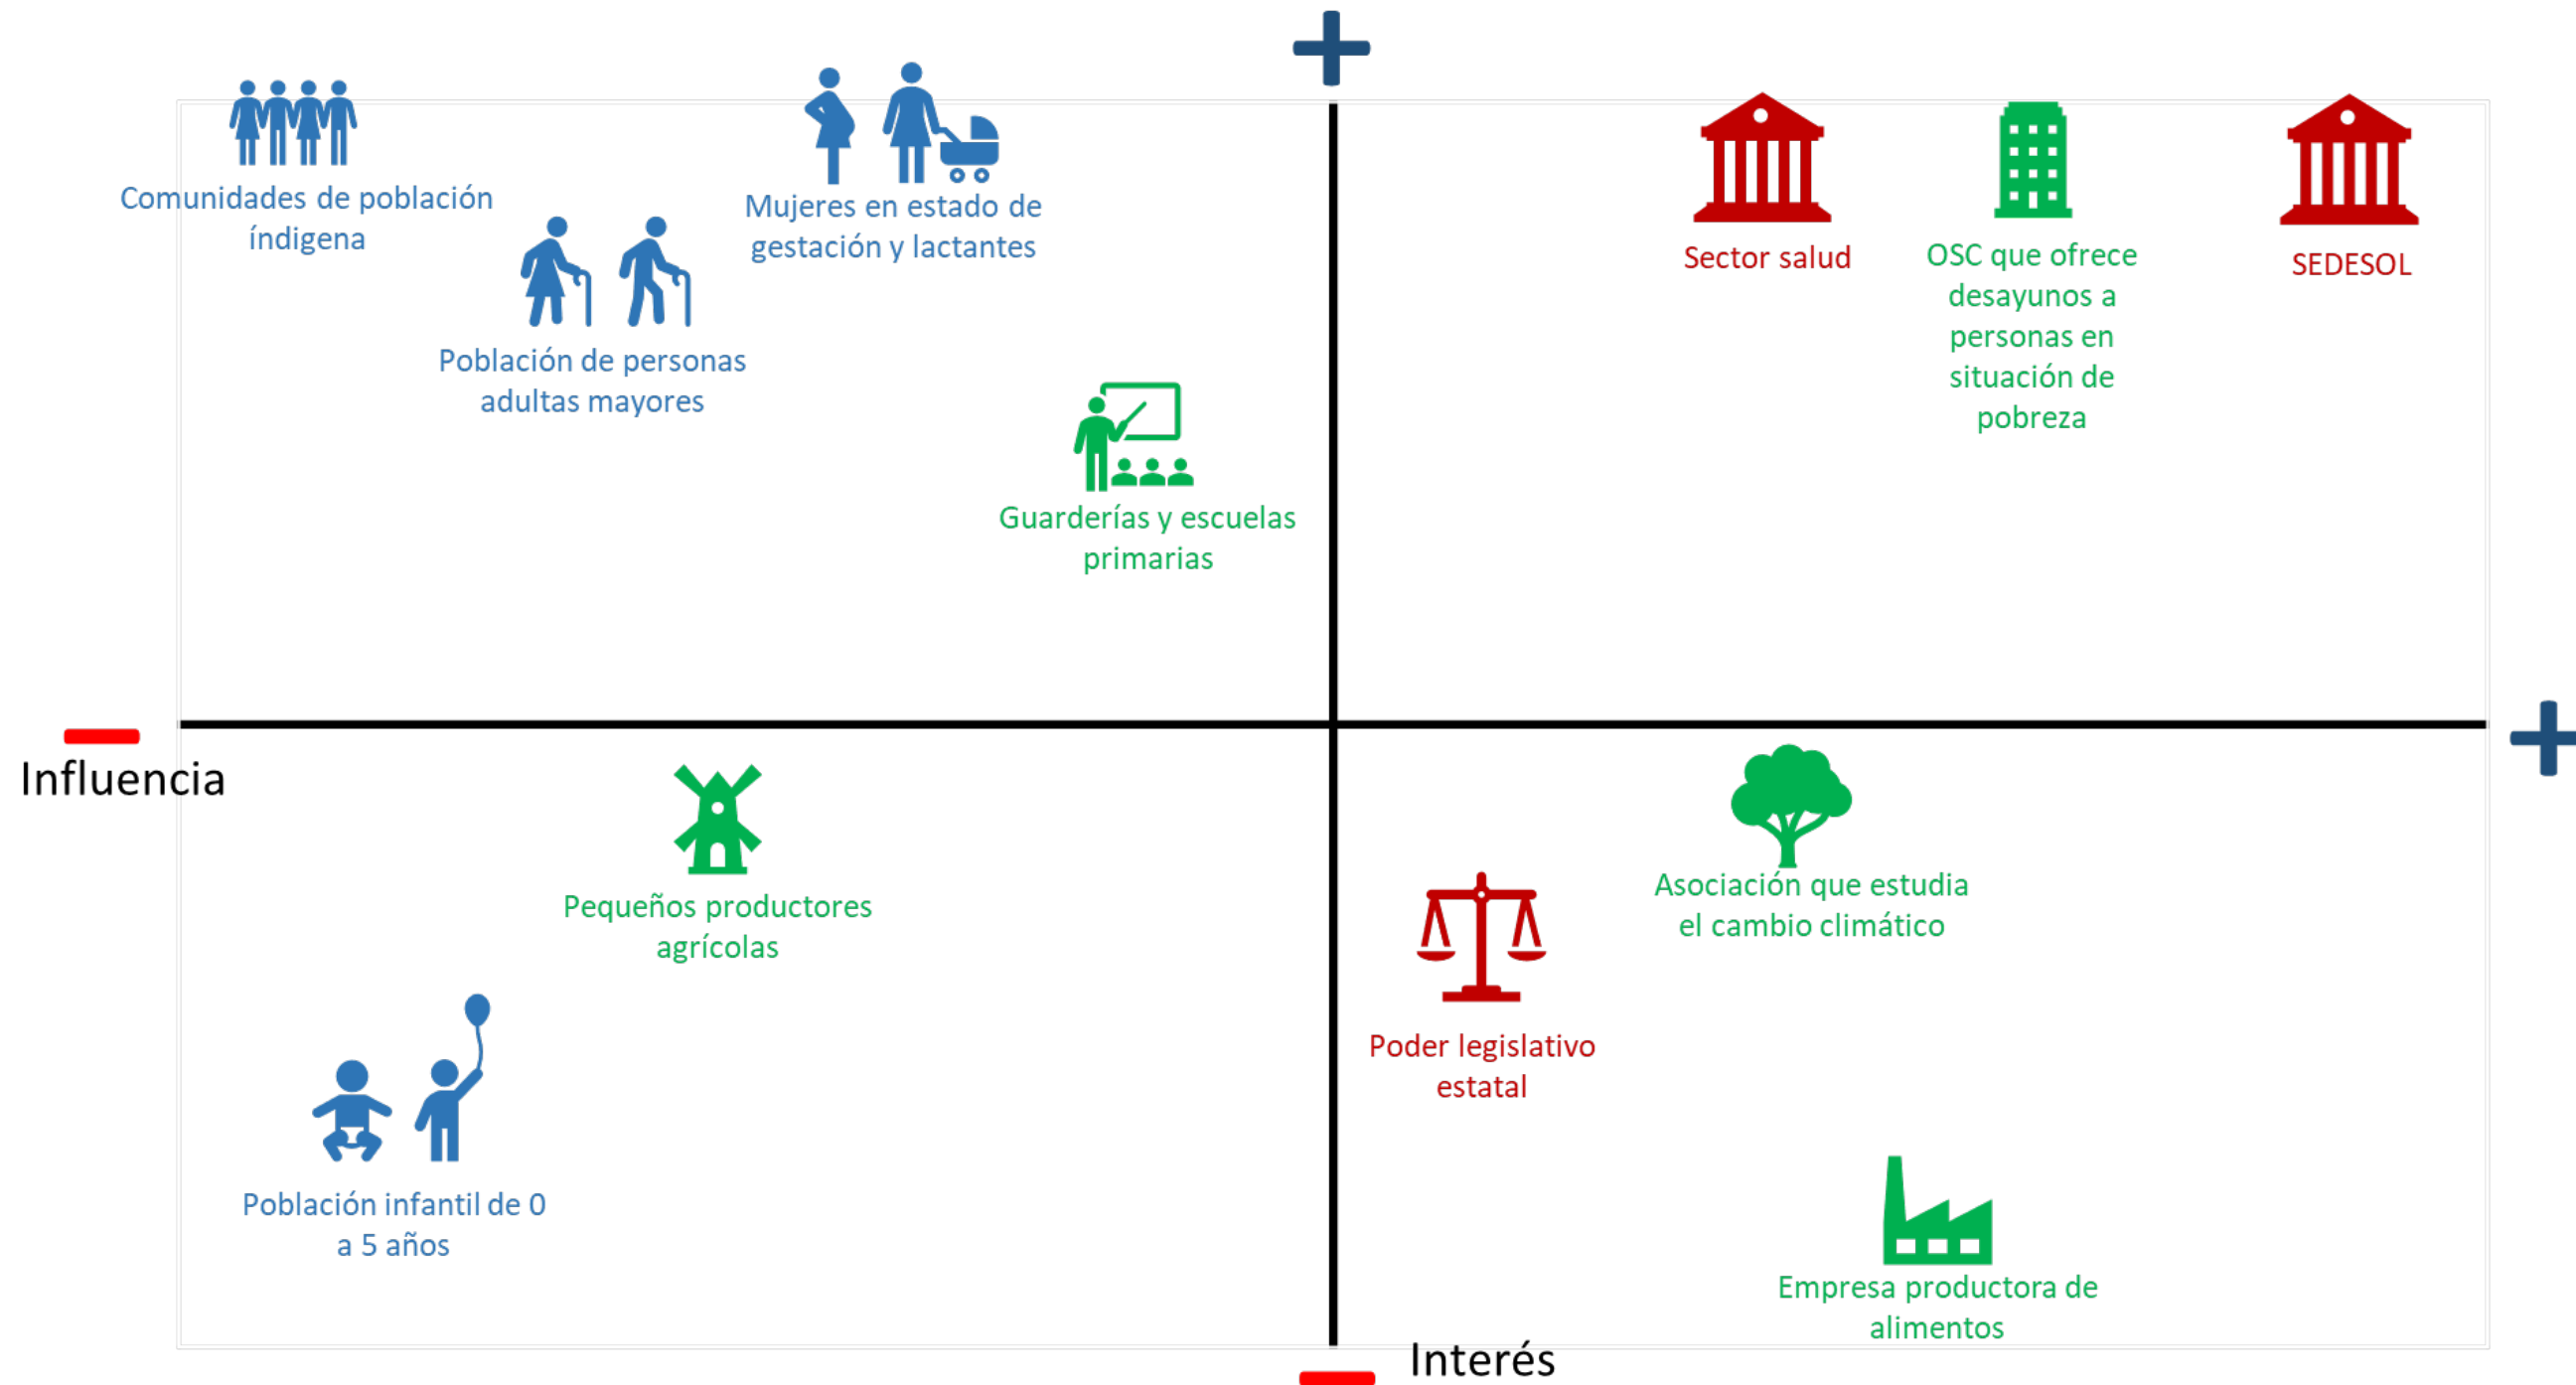 Comunidades de población
índigena
Mujeres en estado de
gestación y lactantes
Población de personas
adultas mayores
Guarderías y escuelas
primarias
Sector salud
OSC que ofrece
desayunos a
personas en
situación de
pobreza
SEDESOL
Influencia
Pequeños productores
agrícolas
Población infantil de 0
a 5 años
Asociación que estudia
el cambio climático
Poder legislativo
estatal
Empresa productora de
alimentos
Interés